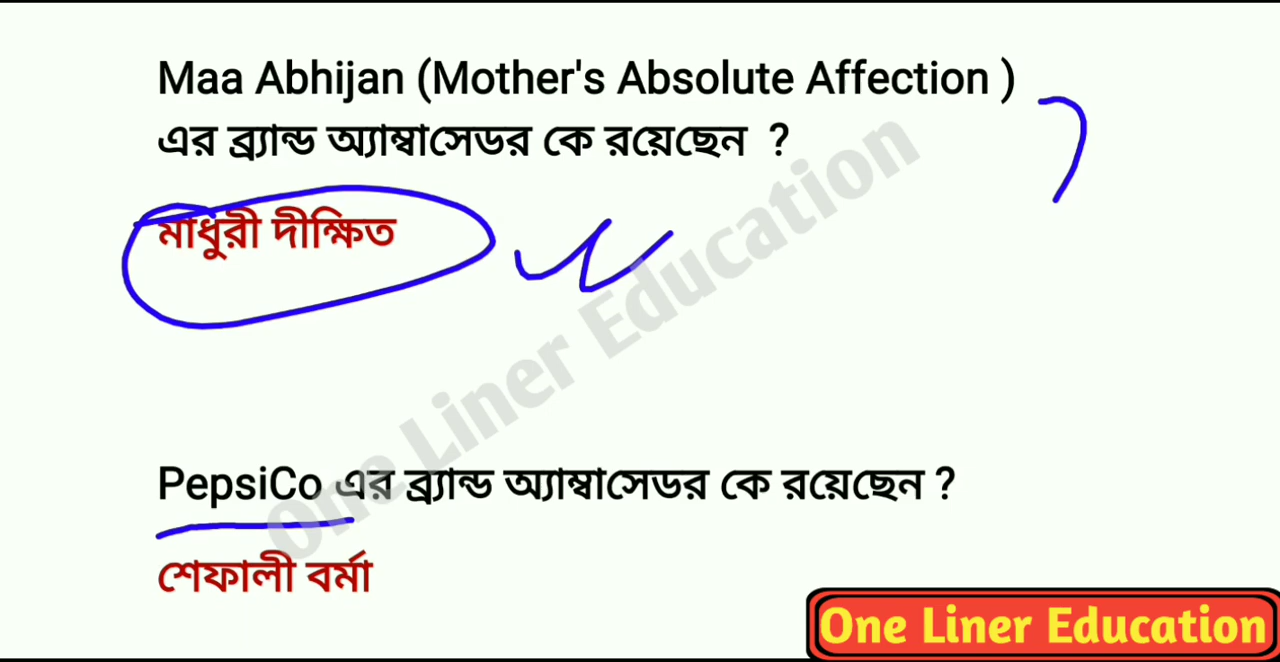 Maa Abhijan (Mother's Absolute Affection )
এর ব্র্যান্ড অ্যাম্বাসেডর কে রয়েছেন ?
মাধুরী দীক্ষিত
One Liner Education
PepsiCo এর ব্র্যান্ড অ্যাম্বাসেডর কে রয়েছেন ?
শেফালী বর্মা
One Liner Education